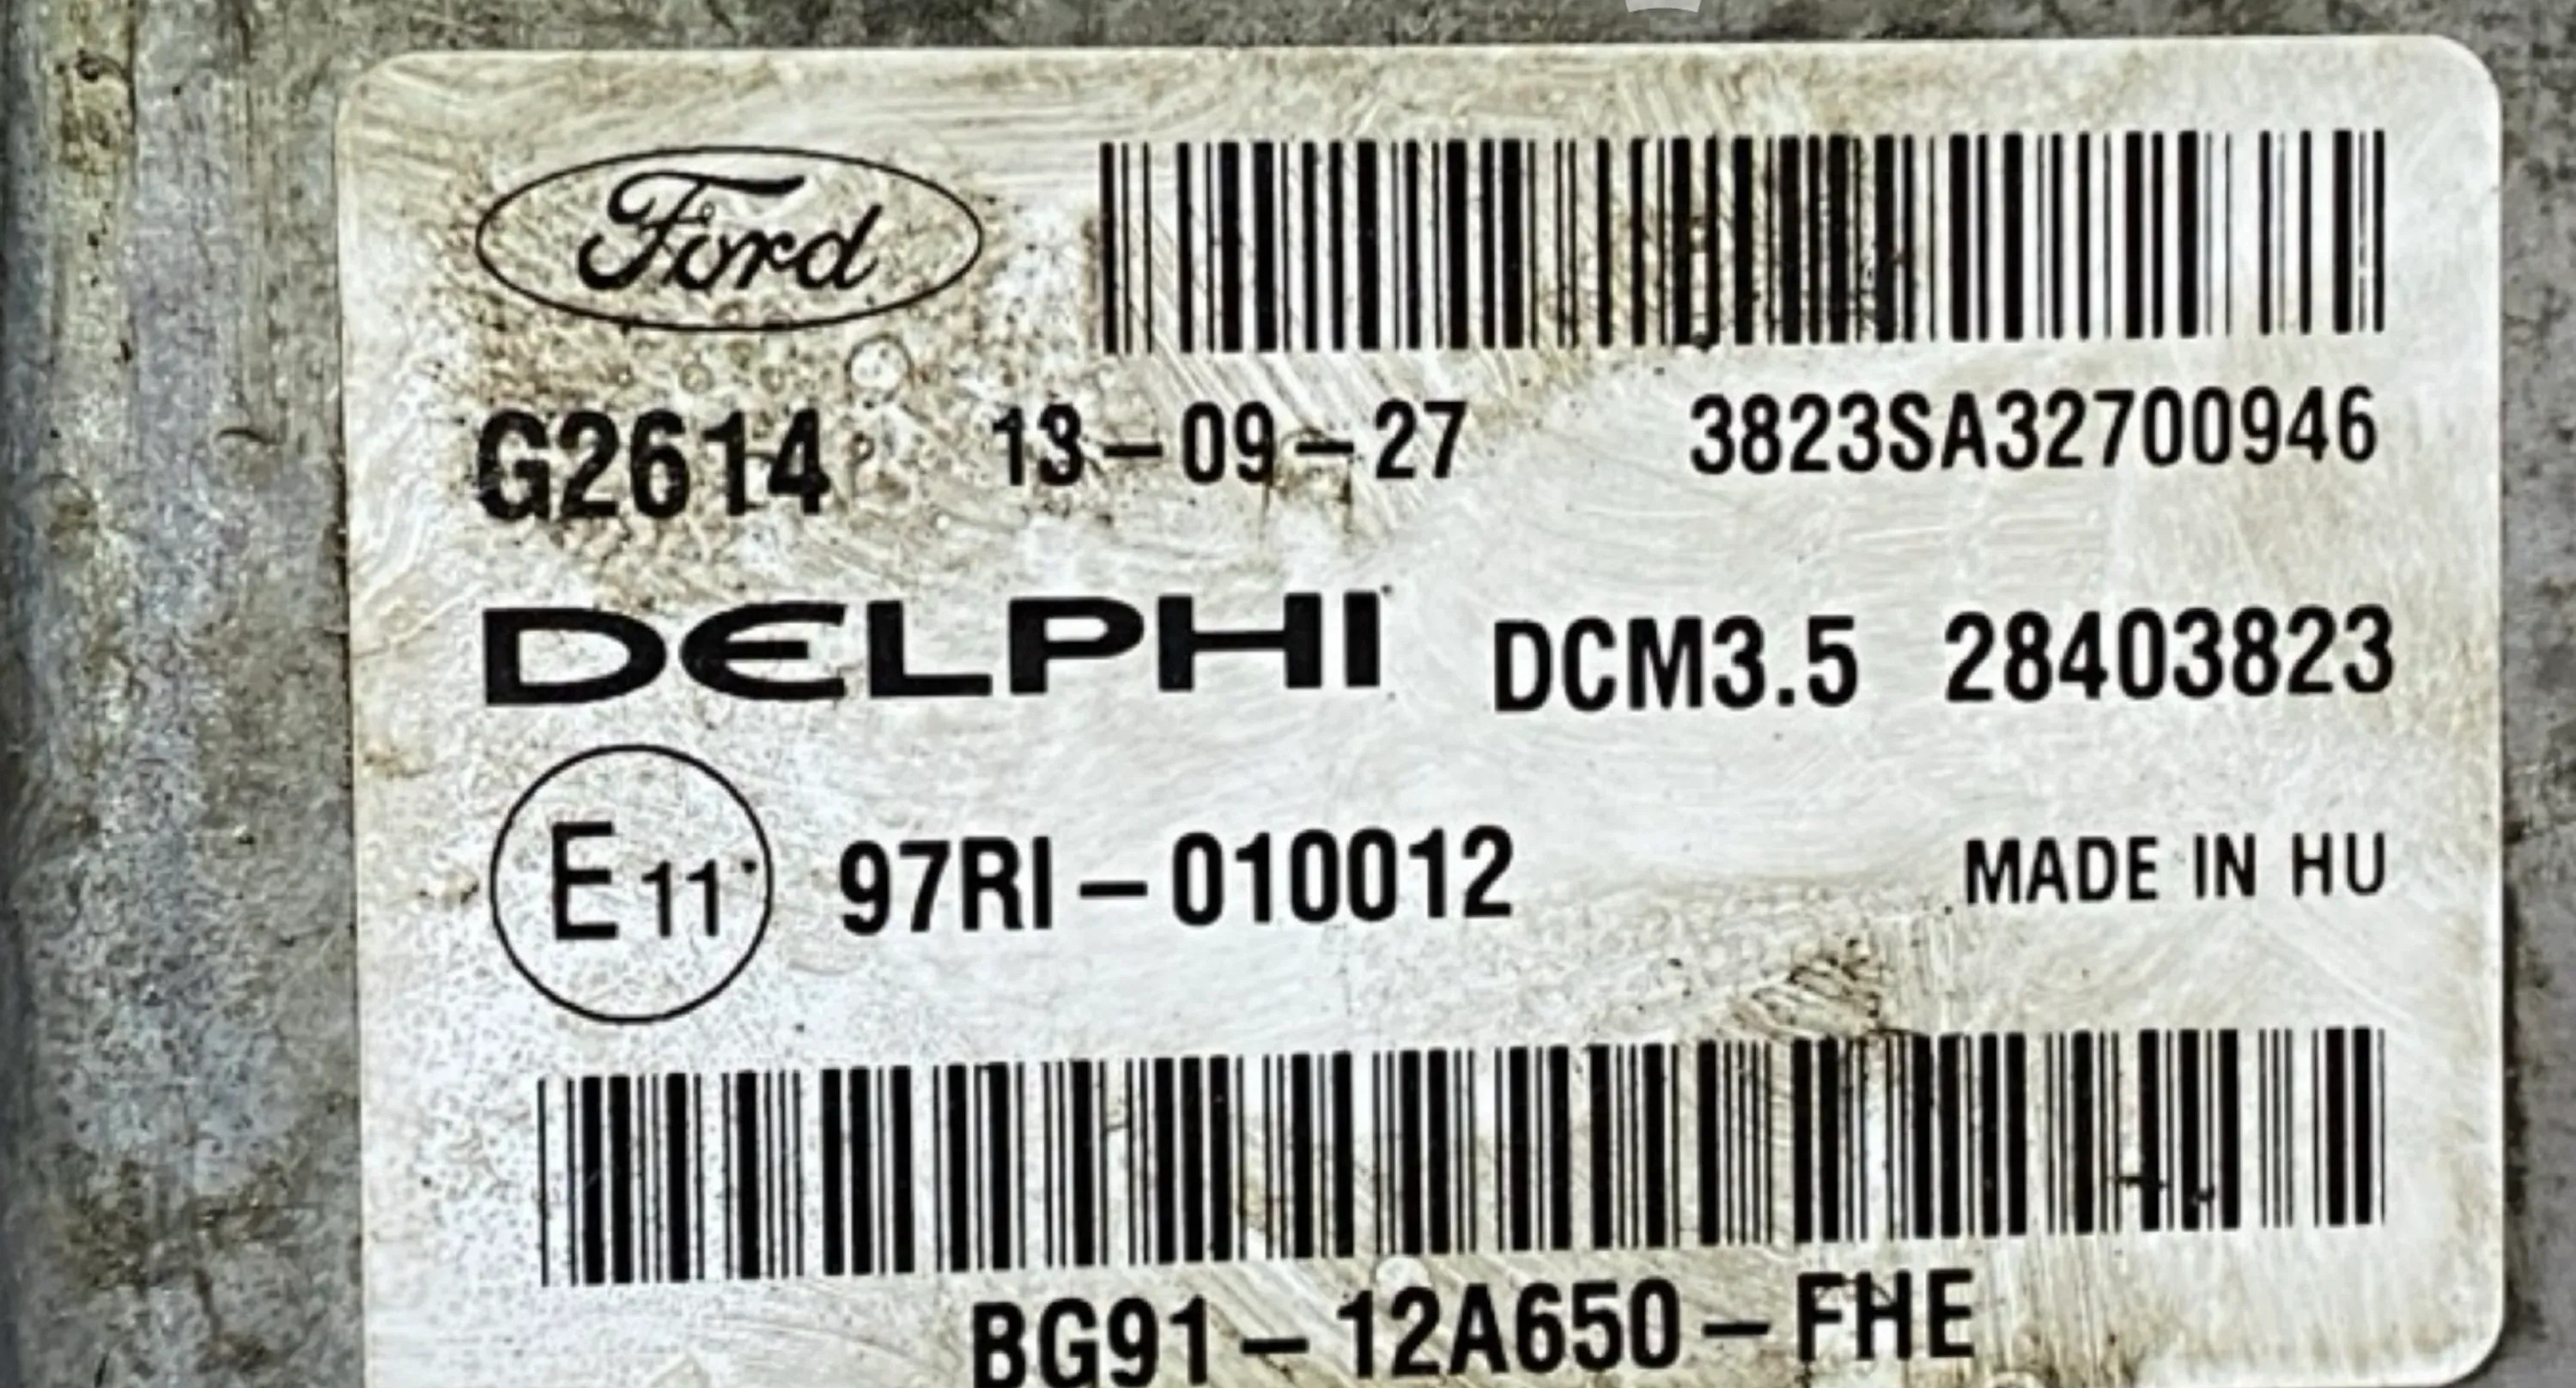 Ford
G2614 13-09-27 3823SA32700946
DELPHI DCM3.5 28403823
E11 97RI-010012 MADE IN HU
BG91-12A650-FHE